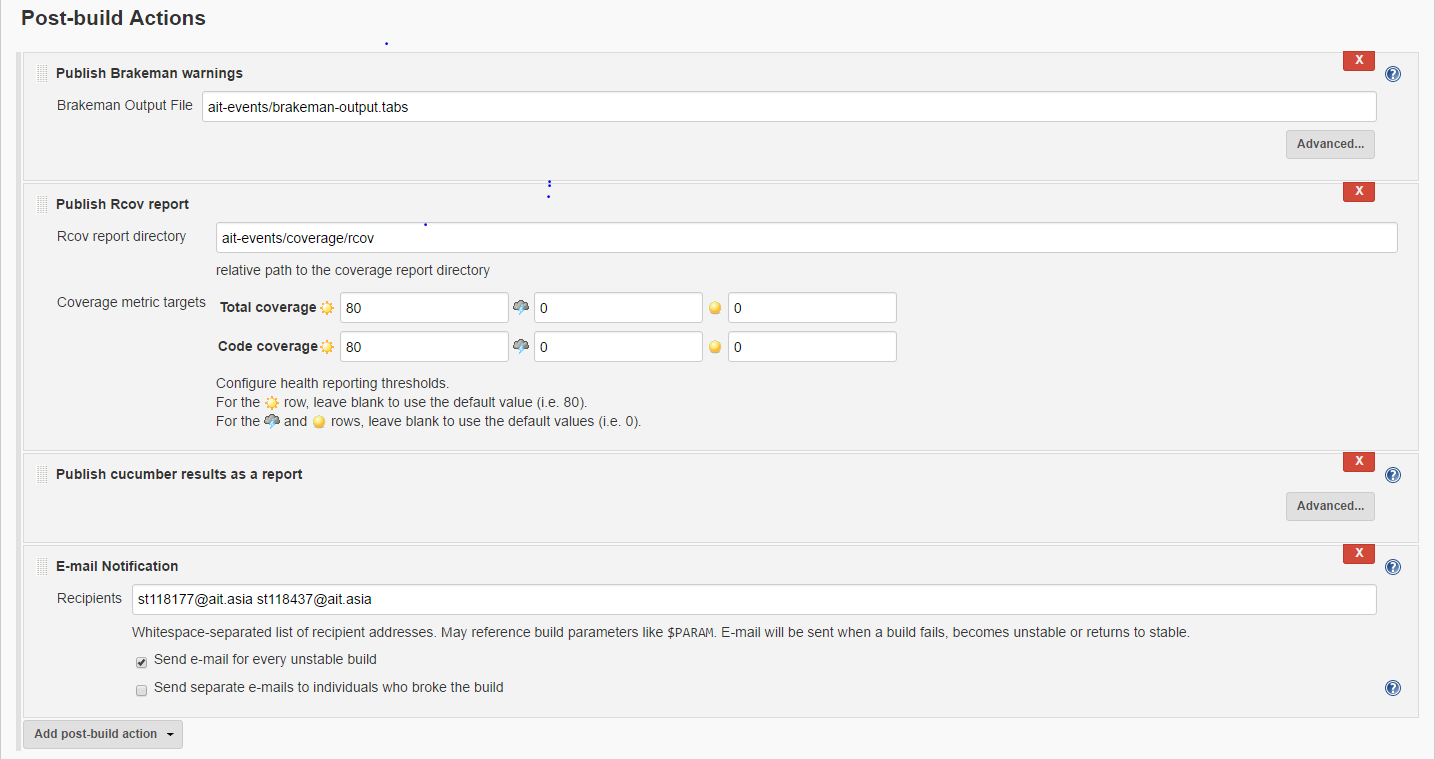 Post-build Actions
X
Publish Brakeman warnings
?
Brakeman Output File ait-events/brakeman-output.tabs
Advanced...
X
Publish Rcov report
Rcov report directory ait-events/coverage/rcov
relative path to the coverage report directory
Coverage metric targets Total coverage 80 0 0
Code coverage 80 0 0
Configure health reporting thresholds.
For the row, leave blank to use the default value (i.e. 80).
For the and rows, leave blank to use the default values (i.e. 0).
X
Publish cucumber results as a report
?
Advanced...
X
E-mail Notification
?
Recipients st118177@ait.asia st118437@ait.asia
Whitespace-separated list of recipient addresses. May reference build parameters like $PARAM. E-mail will be sent when a build fails, becomes unstable or returns to stable.
Send e-mail for every unstable build
Send separate e-mails to individuals who broke the build
?
Add post-build action